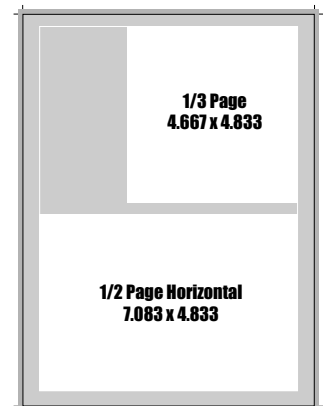 1/3 Page
4.667 x 4.833
1/2 Page Horizontal
7.083 x 4.833